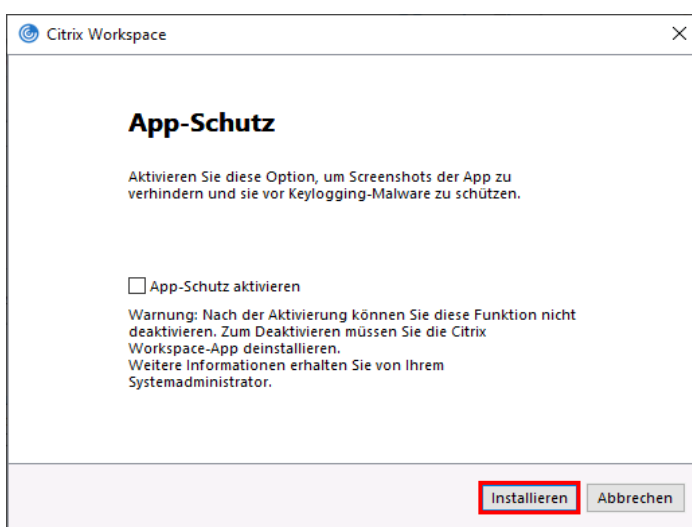 Citrix Workspace
App-Schutz
Aktivieren Sie diese Option, um Screenshots der App zu
verhindern und sie vor Keylogging-Malware zu schützen.
App-Schutz aktivieren
Warnung: Nach der Aktivierung können Sie diese Funktion nicht
deaktivieren. Zum Deaktivieren müssen Sie die Citrix
Workspace-App deinstallieren.
Weitere Informationen erhalten Sie von Ihrem
Systemadministrator.
Installieren Abbrechen